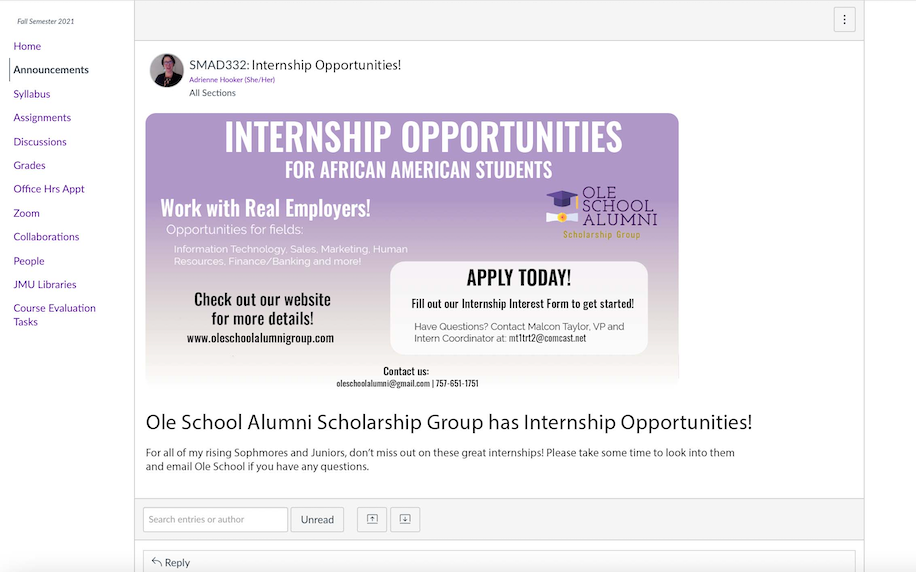 Fall Semester 2021
Home
Announcements
Syllabus
Assignments
Discussions
Grades
Office Hrs Appt
Zoom
Collaborations
People
JMU Libraries
Course Evaluation
Tasks
SMAD332: Internship Opportunities!
Adrienne Hooker (She/Her)
All Sections
INTERNSHIP OPPORTUNITIES
FOR AFRICAN AMERICAN STUDENTS
Work with Real Employers!
Opportunities for fields:
Information Technology, Sales, Marketing, Human
Resources, Finance/Banking and more!
OLE
SCHOOL
ALUMNI
Scholarship Group
Check out our website
for more details!
www.oleschoolalumnigroup.com
APPLY TODAY!
Fill out our Internship Interest Form to get started!
Have Questions? Contact Malcon Taylor, VP and
Intern Coordinator at: mt1trt2@comcast.net
Contact us:
oleschoolalumni@gmail.com | 757-651-1751
Ole School Alumni Scholarship Group has Internship Opportunities!
For all of my rising Sophmores and Juniors, don't miss out on these great internships! Please take some time to look into them
and email Ole School if you have any questions.
Search entries or author
Unread
Reply